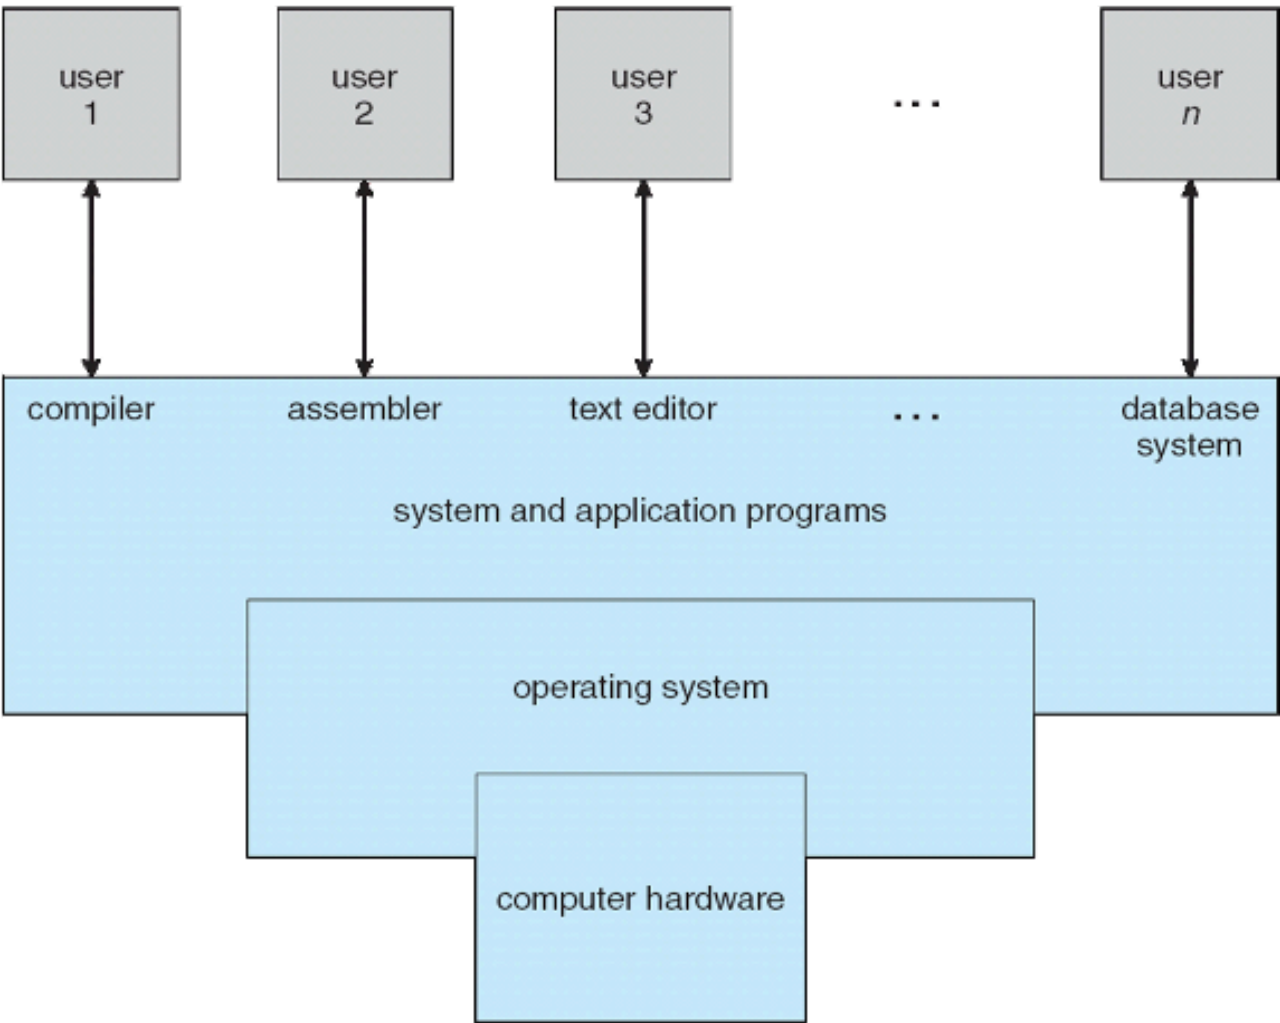 user
1
user
2
user
3
...
user
n
compiler
assembler
text editor
...
database
system
system and application programs
operating system
computer hardware